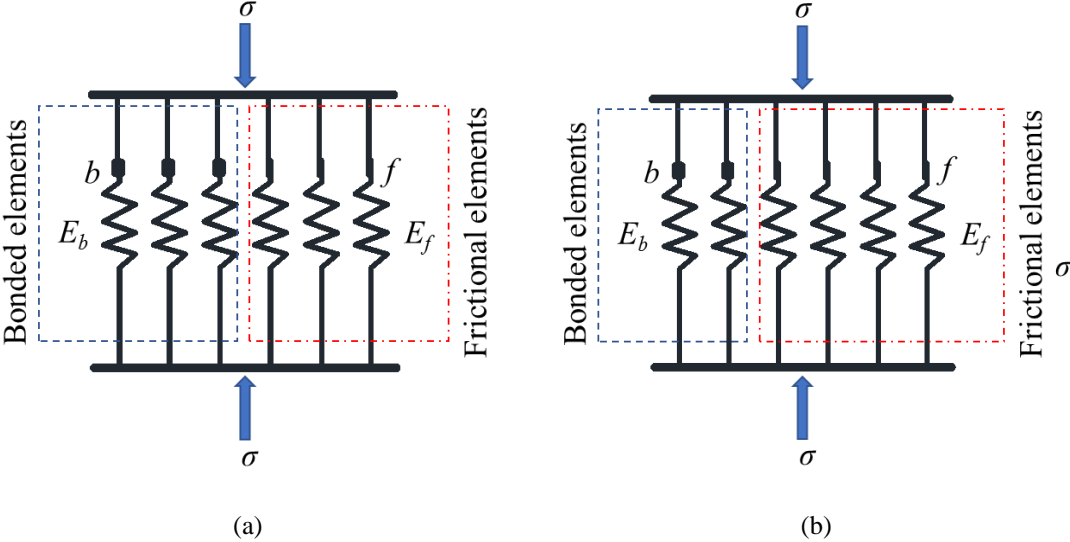 σ
Bonded elements
b
E_b
f
E_f
Frictional elements
σ
(a)
σ
Bonded elements
b
E_b
f
E_f
Frictional elements
σ
σ
(b)